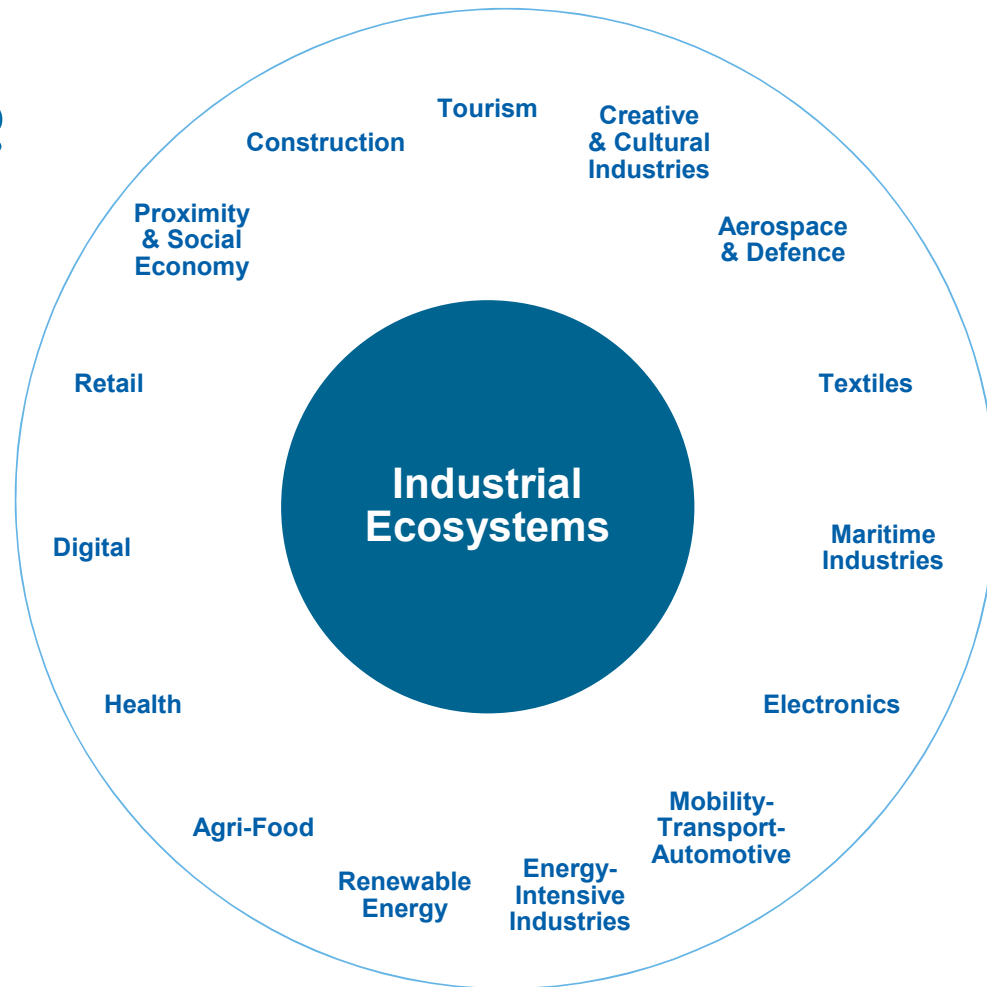 Tourism
Creative
& Cultural
Industries
Construction
Proximity
& Social
Economy
Aerospace
& Defence
Retail
Textiles
Industrial
Ecosystems
Digital
Maritime
Industries
Health
Electronics
Agri-Food
Mobility-
Transport-
Automotive
Renewable
Energy
Energy-
Intensive
Industries